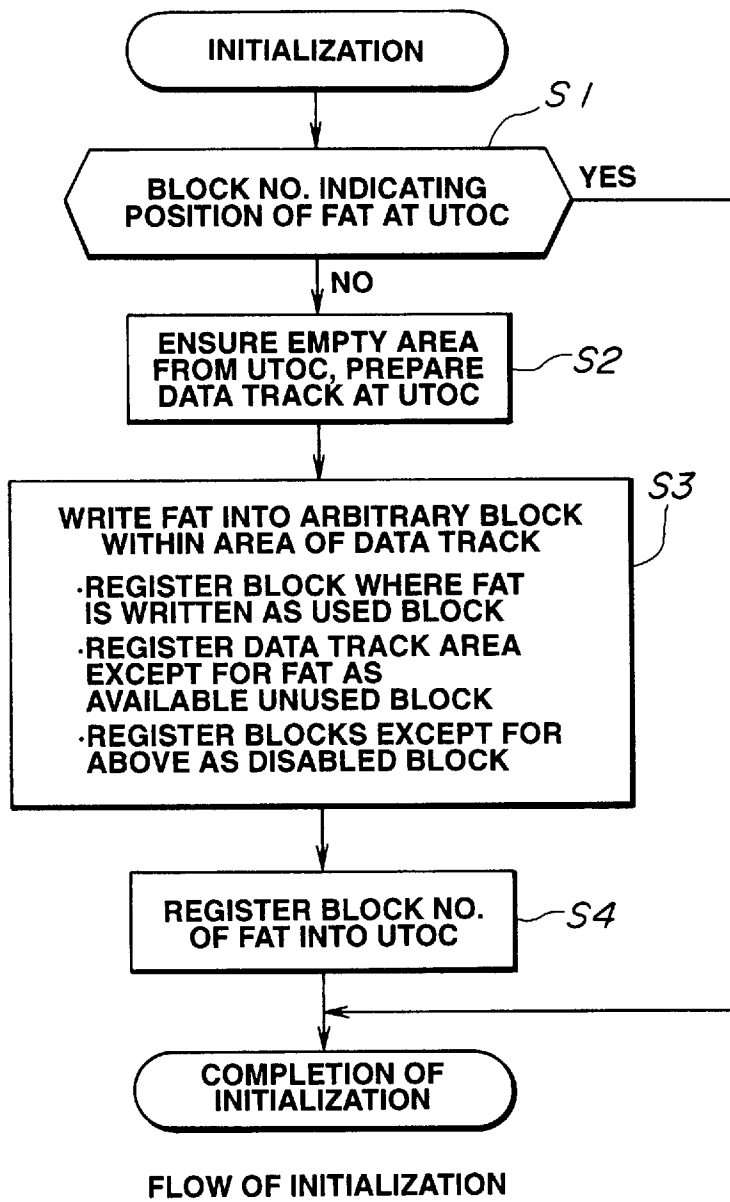 INITIALIZATION
S1
BLOCK NO. INDICATING
POSITION OF FAT AT UTOC
YES
NO
ENSURE EMPTY AREA
FROM UTOC, PREPARE
DATA TRACK AT UTOC
S2
S3
WRITE FAT INTO ARBITRARY BLOCK
WITHIN AREA OF DATA TRACK
·REGISTER BLOCK WHERE FAT
IS WRITTEN AS USED BLOCK
·REGISTER DATA TRACK AREA
EXCEPT FOR FAT AS
AVAILABLE UNUSED BLOCK
·REGISTER BLOCKS EXCEPT FOR
ABOVE AS DISABLED BLOCK
REGISTER BLOCK NO.
OF FAT INTO UTOC
S4
COMPLETION OF
INITIALIZATION
FLOW OF INITIALIZATION